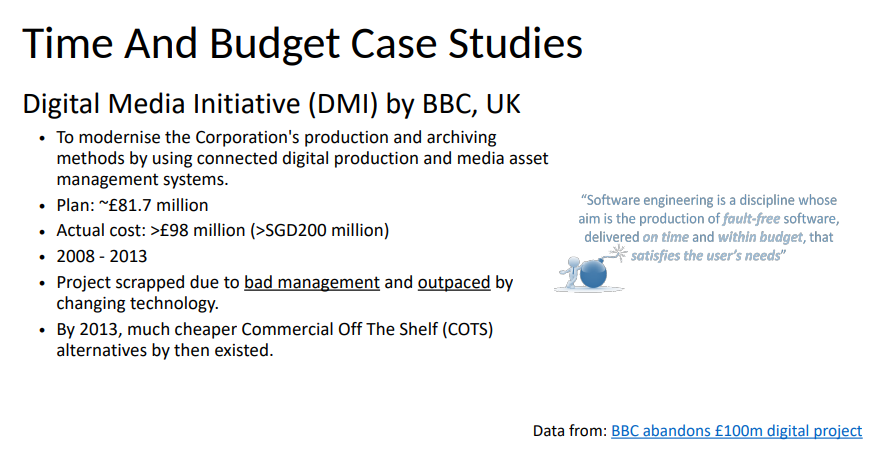 Time And Budget Case Studies
Digital Media Initiative (DMI) by BBC, UK
• To modernise the Corporation's production and archiving
methods by using connected digital production and media asset
management systems.
• Plan: ~£81.7 million
• Actual cost: >£98 million (>SGD200 million)
• 2008 - 2013
• Project scrapped due to bad management and outpaced by
changing technology.
• By 2013, much cheaper Commercial Off The Shelf (COTS)
alternatives by then existed.
“Software engineering is a discipline whose
aim is the production of fault-free software,
delivered on time and within budget, that
satisfies the user’s needs”
Data from: BBC abandons £100m digital project